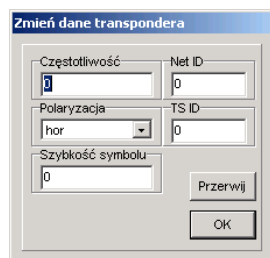 Zmień dane transpondera
Częstotliwość
Net ID
0
0
Polaryzacja
TS ID
hor
0
Szybkość symbolu
0
Przerwij
OK